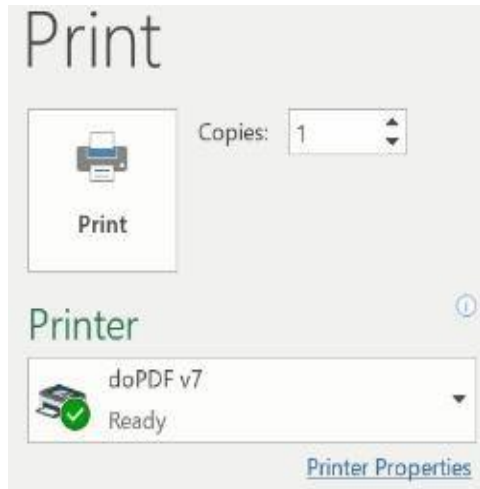 Print
Copies: 1
Print
Printer
doPDF v7
Ready
Printer Properties